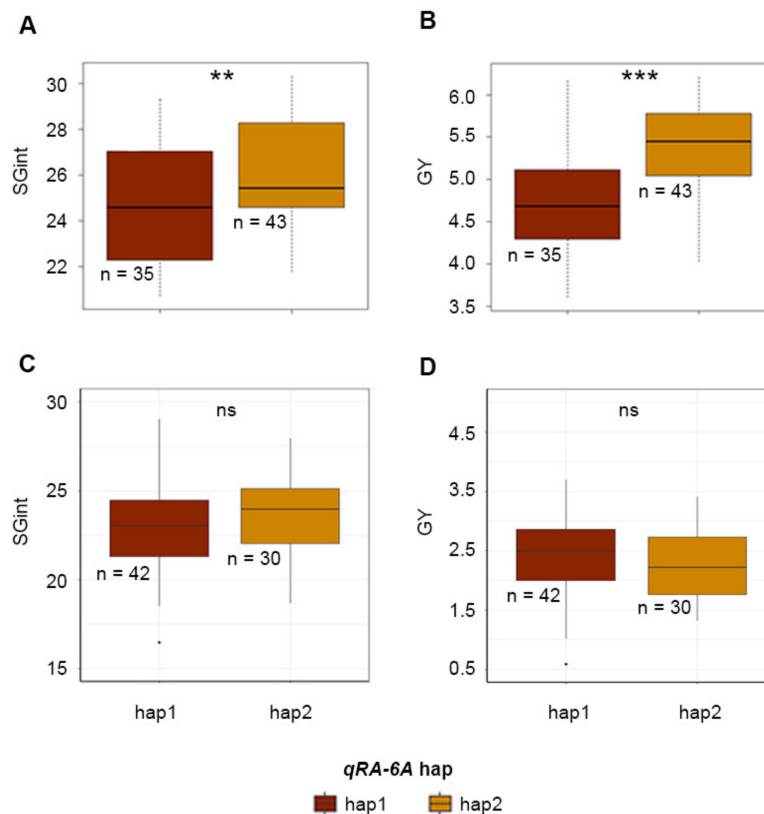 A
**
SGint
30
28
26
24
22
n = 35
n = 43
B
***
GY
6.0
5.5
5.0
4.5
4.0
3.5
n = 35
n = 43
C
ns
SGint
30
25
20
15
n = 42
n = 30
hap1 hap2
D
ns
GY
4.5
3.5
2.5
1.5
0.5
n = 42
n = 30
hap1 hap2
qRA-6A hap
hap1 hap2